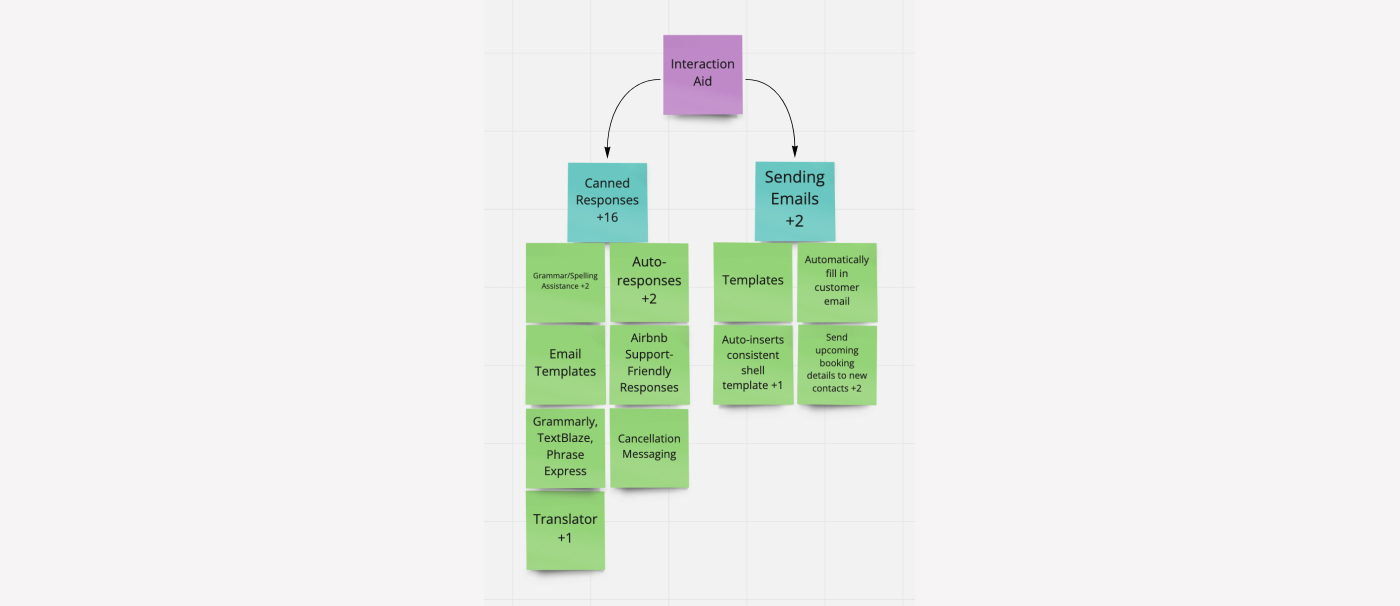 Interaction
Aid
Canned
Responses
+16
Sending
Emails
+2
Grammar/Spelling
Assistance +2
Auto-
responses
+2
Email
Templates
Airbnb
Support-
Friendly
Responses
Grammarly,
TextBlaze,
Phrase
Express
Cancellation
Messaging
Translator
+1
Templates
Automatically
fill in
customer
email
Auto-inserts
consistent
shell
template +1
Send
upcoming
booking
details to new
contacts +2